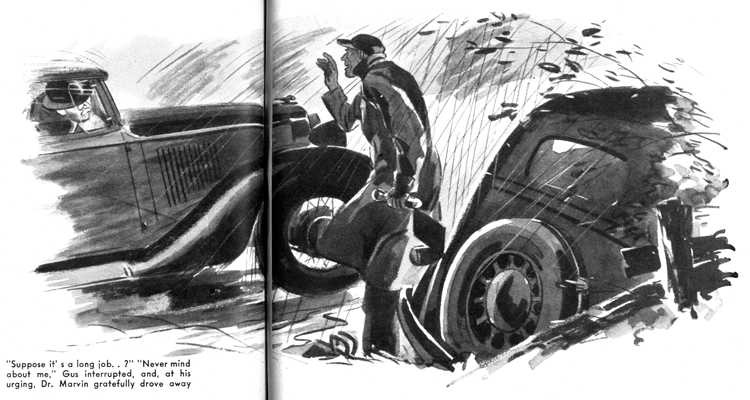 "Suppose it' s a long job. . ?" "Never mind
about me," Gus interrupted, and, at his
urging, Dr. Marvin gratefully drove away